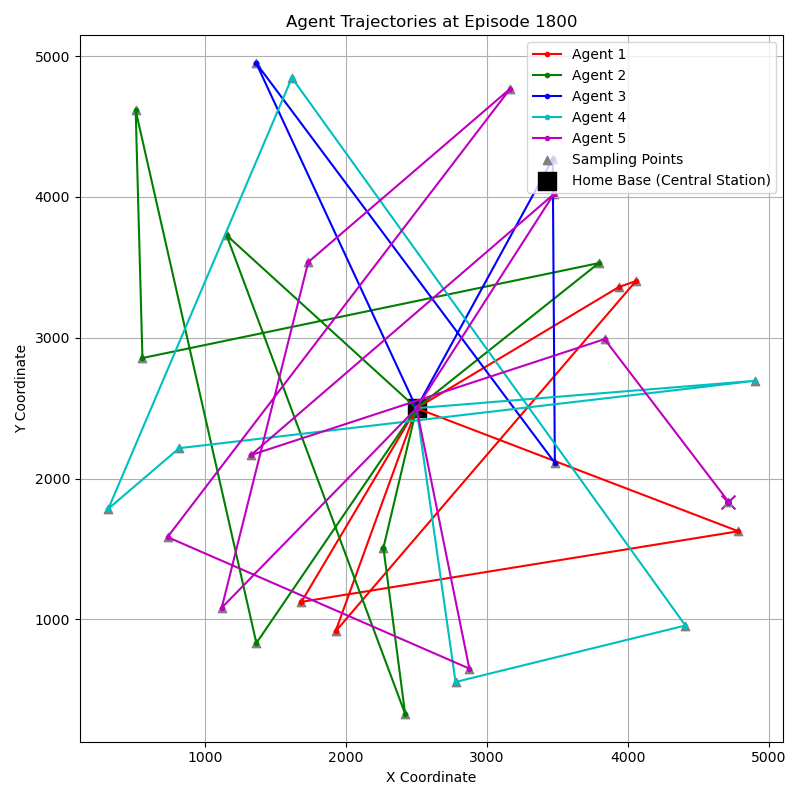 Agent Trajectories at Episode 1800
Agent 1
Agent 2
Agent 3
Agent 4
Agent 5
Sampling Points
Home Base (Central Station)
Y Coordinate
5000
4000
3000
2000
1000
1000
2000
3000
4000
5000
X Coordinate